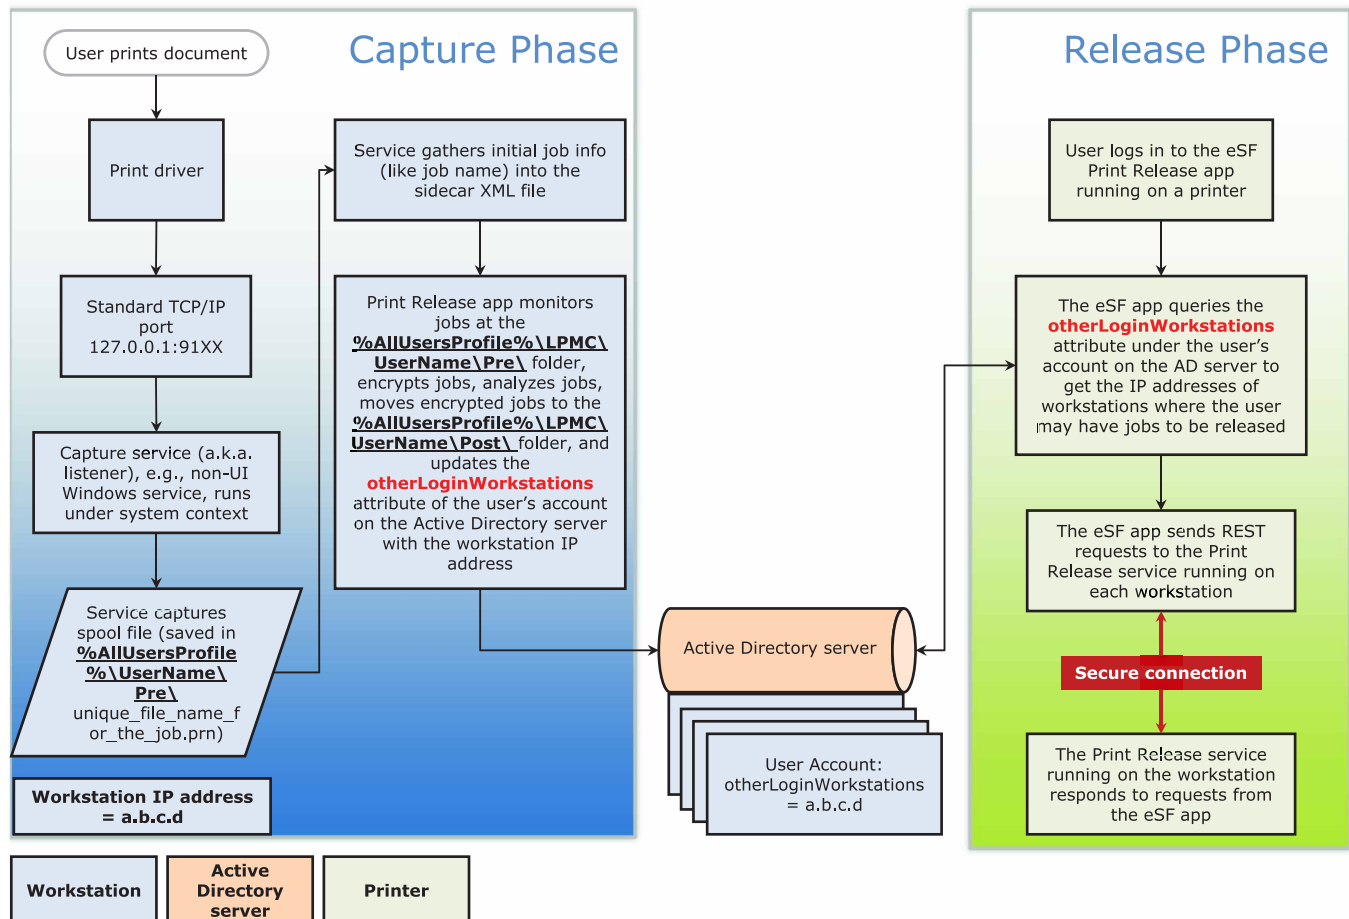 Capture Phase
User prints document
Print driver
Standard TCP/IP
port
127.0.0.1:91XX
Capture service (a.k.a.
listener), e.g., non-UI
Windows service, runs
under system context
Service captures
spool file (saved in
%AllUsersProfile
%\UserName\
Pre\
unique_file_name_f
or_the_job.prn)
Workstation IP address
= a.b.c.d
Service gathers initial job info
(like job name) into the
sidecar XML file
Print Release app monitors
jobs at the
%AllUsersProfile%\LPMC\
UserName\Pre\ folder,
encrypts jobs, analyzes jobs,
moves encrypted jobs to the
%AllUsersProfile%\LPMC\
UserName\Post\ folder, and
updates the
otherLoginWorkstations
attribute of the user's account
on the Active Directory server
with the workstation IP
address
Active Directory server
User Account:
otherLoginWorkstations
= a.b.c.d
Release Phase
User logs in to the eSF
Print Release app
running on a printer
The eSF app queries the
otherLoginWorkstations
attribute under the user's
account on the AD server to
get the IP addresses of
workstations where the user
may have jobs to be released
The eSF app sends REST
requests to the Print
Release service running on
each workstation
Secure connection
The Print Release service
running on the workstation
responds to requests from
the eSF app
Workstation
Active
Directory
server
Printer